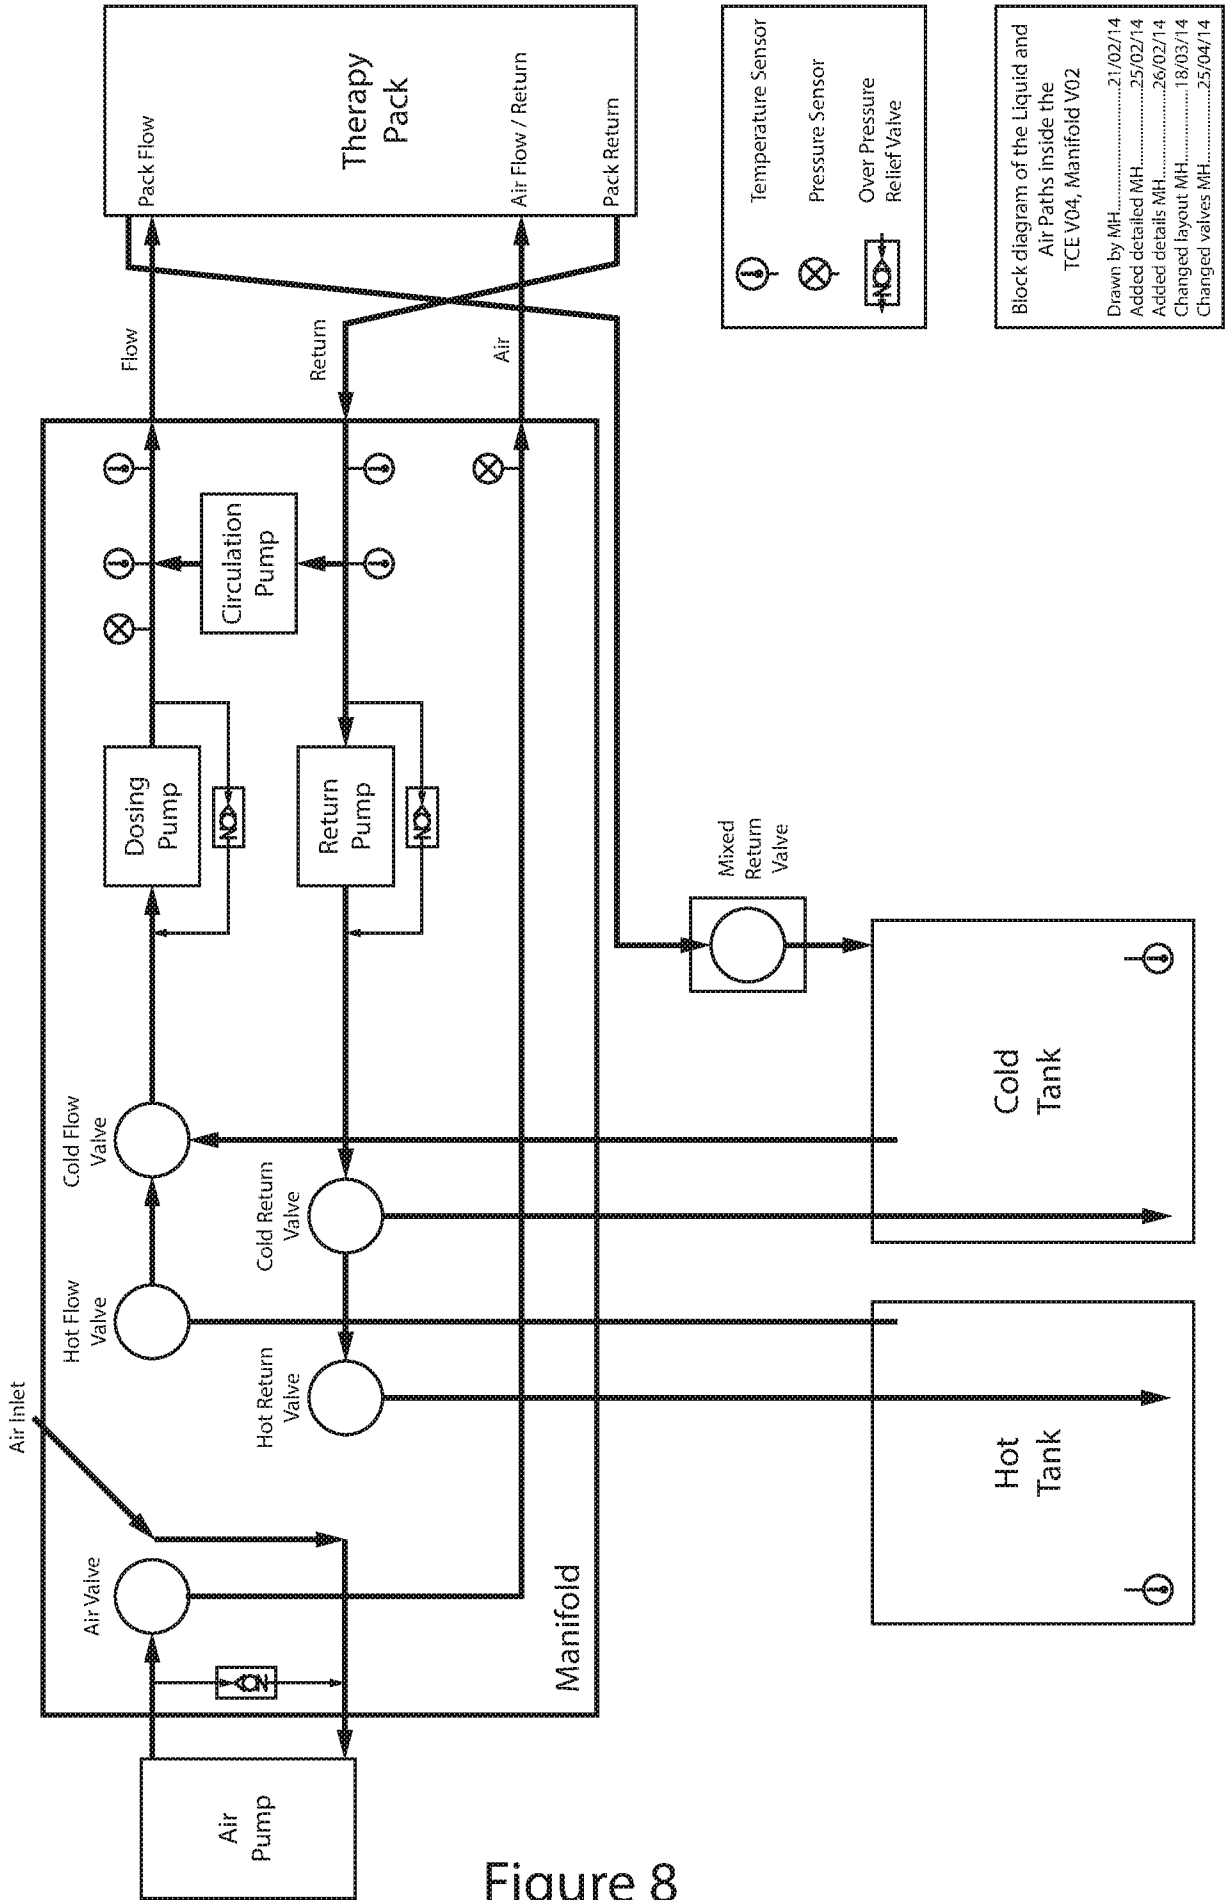 Air
Pump
Manifold
Air Valve
Air Inlet
Hot Flow
Valve
Cold Flow
Valve
Hot Return
Valve
Cold Return
Valve
Dosing
Pump
Return
Pump
Circulation
Pump
Flow
Return
Air
Pack Flow
Therapy
Pack
Air Flow / Return
Pack Return
Hot
Tank
Cold
Tank
Mixed
Return
Valve
Temperature Sensor
Pressure Sensor
Over Pressure
Relief Valve
Block diagram of the Liquid and
Air Paths inside the
TCE V04, Manifold V02
Drawn by MH..............................21/02/14
Added detailed MH....................25/02/14
Added details MH.......................26/02/14
Changed layout MH...................18/03/14
Changed valves MH...................25/04/14
Figure 8